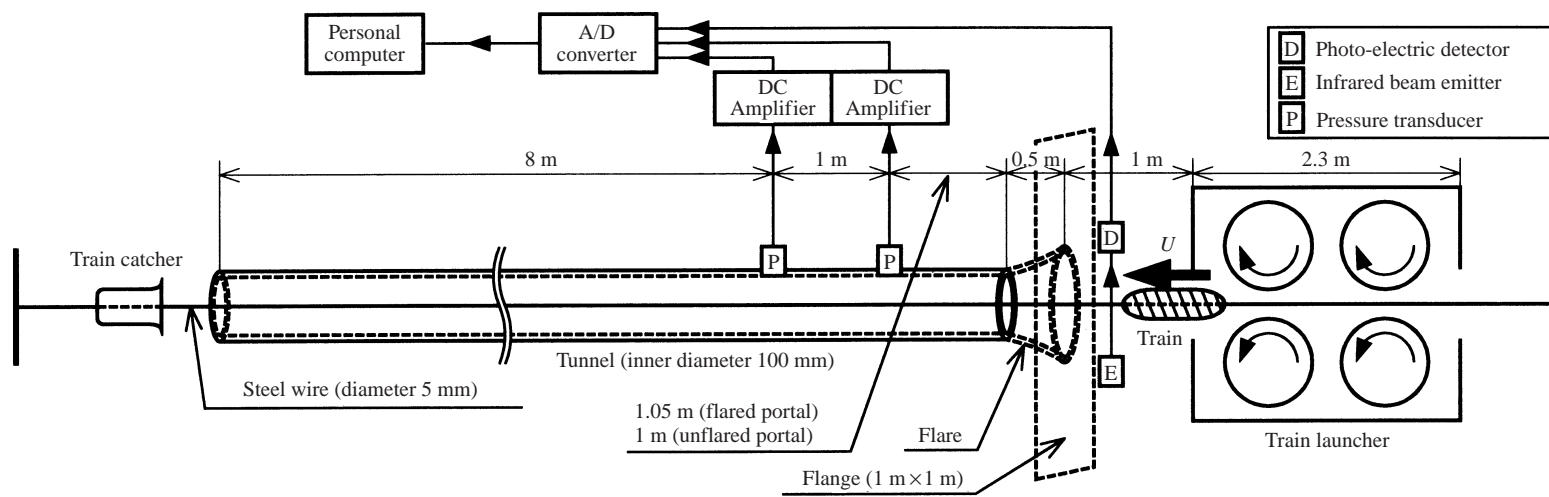 Personal
computer
A/D
converter
D Photo-electric detector
E Infrared beam emitter
P Pressure transducer
DC
Amplifier
DC
Amplifier
8 m
1 m
0.5 m
1 m
2.3 m
D
U
Train catcher
P
P
Train
Tunnel (inner diameter 100 mm)
E
Steel wire (diameter 5 mm)
1.05 m (flared portal)
1 m (unflared portal)
Flare
Train launcher
Flange (1 m × 1 m)